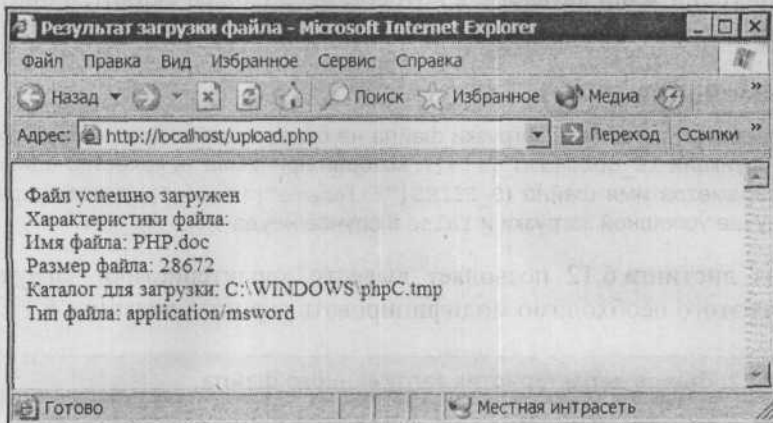 Результат загрузки файла - Microsoft Internet Explorer
Файл Правка Вид Избранное Сервис Справка
Назад Поиск Избранное Медиа »
Адрес: http://localhost/upload.php Переход Ссылки »
Файл успешно загружен
Характеристики файла:
Имя файла: PHP.doc
Размер файла: 28672
Каталог для загрузки: C:\WINDOWS\phpC.tmp
Тип файла: application/msword
Готово Местная интрасеть